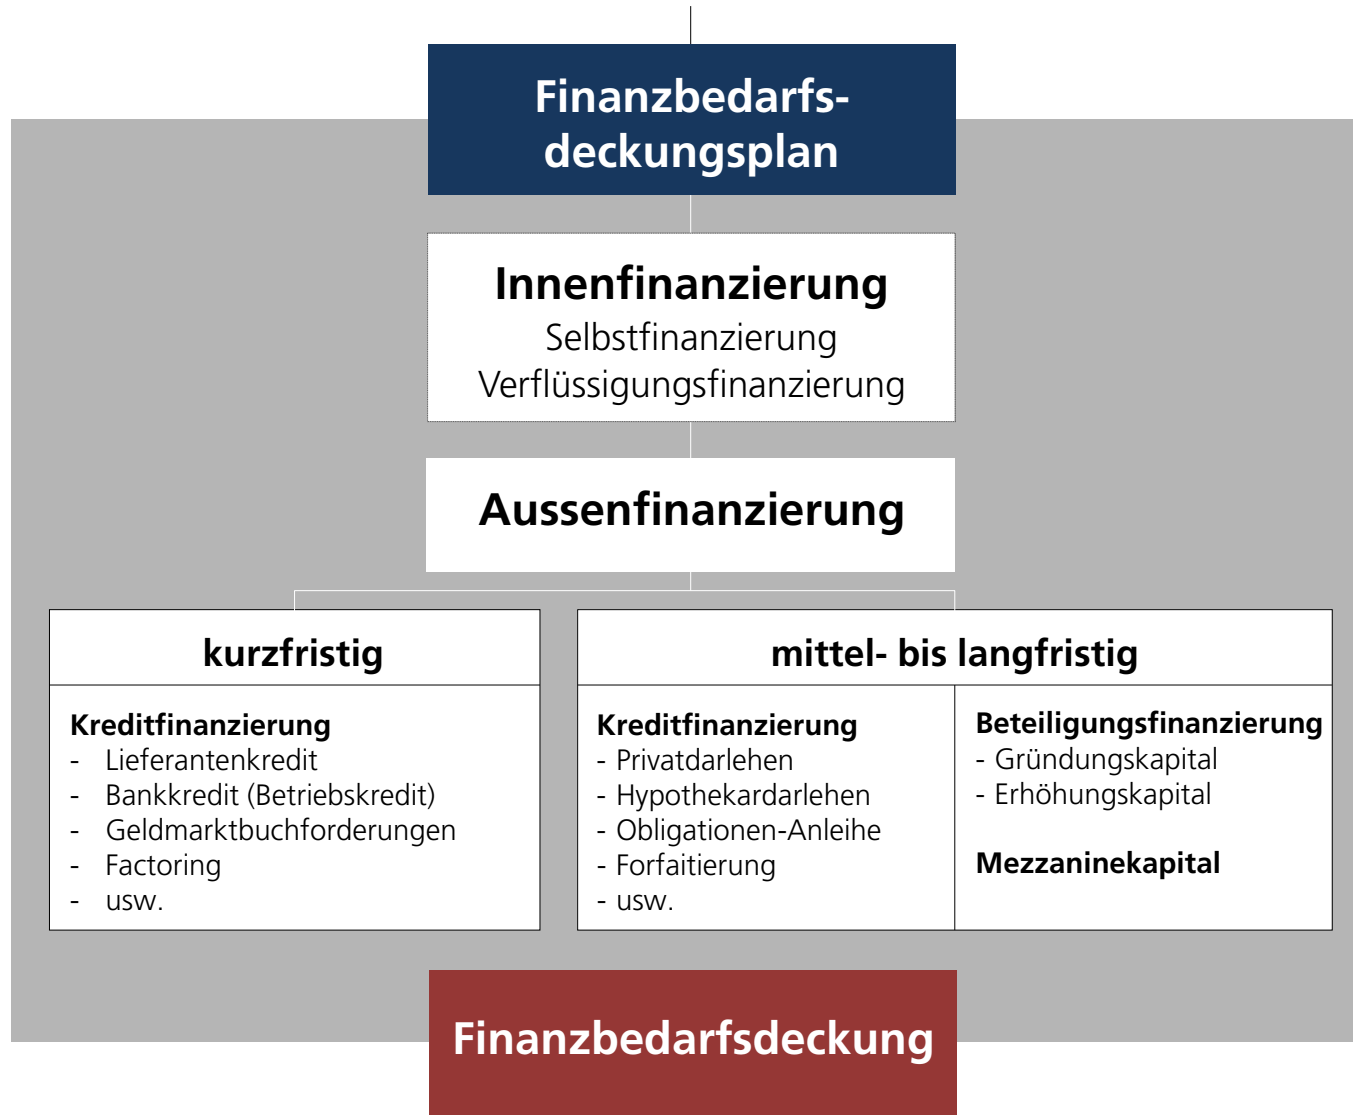 Finanzbedarfs-
deckungsplan
Innenfinanzierung
Selbstfinanzierung
Verflüssigungsfinanzierung
Aussenfinanzierung
kurzfristig
Kreditfinanzierung
- Lieferantenkredit
- Bankkredit (Betriebskredit)
- Geldmarktbuchforderungen
- Factoring
- usw.
mittel- bis langfristig
Kreditfinanzierung
- Privatdarlehen
- Hypothekardarlehen
- Obligationen-Anleihe
- Forfaitierung
- usw.
Beteiligungsfinanzierung
- Gründungskapital
- Erhöhungskapital
Mezzaninekapital
Finanzbedarfsdeckung